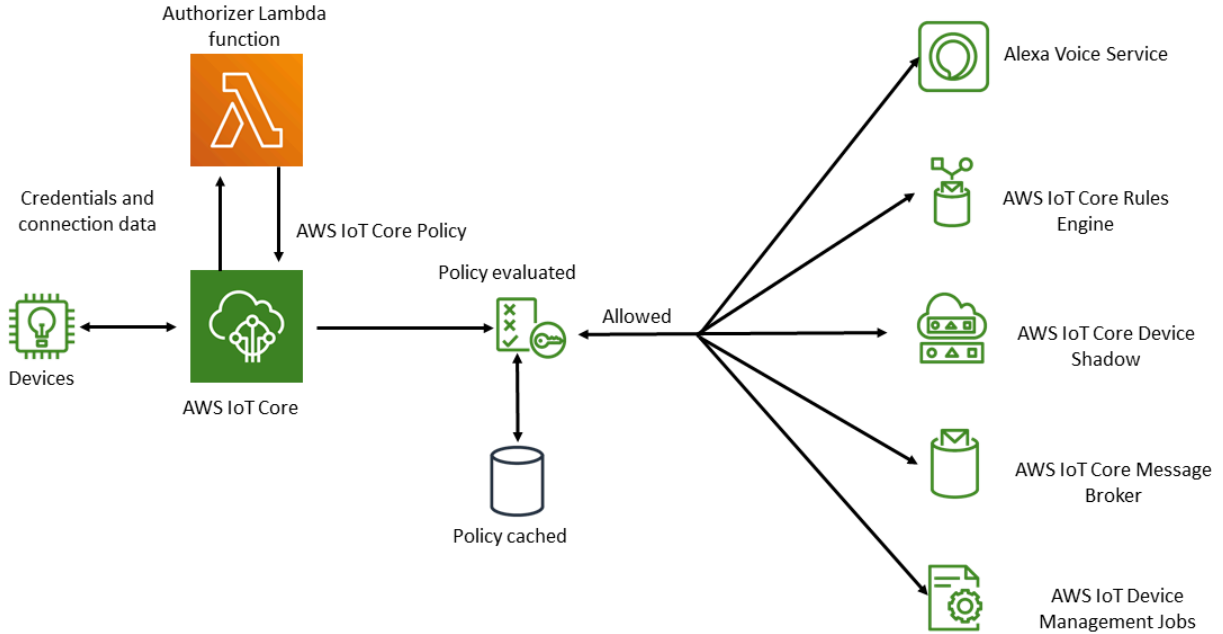 Authorizer Lambda
function
Credentials and
connection data
AWS IoT Core Policy
Devices
AWS IoT Core
Policy evaluated
Policy cached
Allowed
Alexa Voice Service
AWS IoT Core Rules
Engine
AWS IoT Core Device
Shadow
AWS IoT Core Message
Broker
AWS IoT Device
Management Jobs